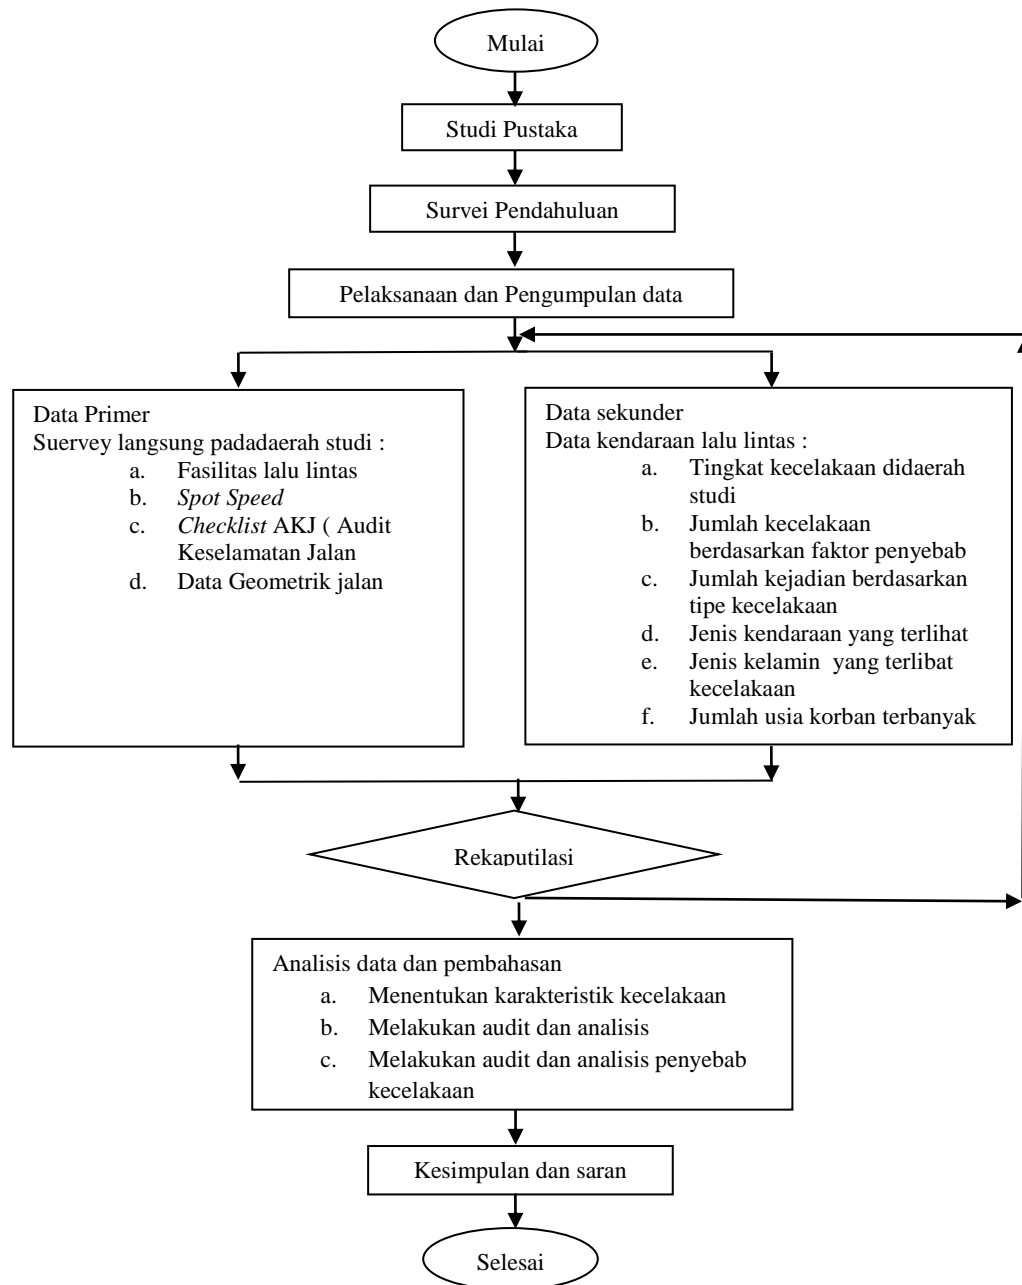 Mulai
Studi Pustaka
Survei Pendahuluan
Pelaksanaan dan Pengumpulan data
Data Primer
Suervey langsung padadaerah studi :
a. Fasilitas lalu lintas
b. Spot Speed
c. Checklist AKJ ( Audit
Keselamatan Jalan
d. Data Geometrik jalan
Data sekunder
Data kendaraan lalu lintas :
a. Tingkat kecelakaan didaerah
studi
b. Jumlah kecelakaan
berdasarkan faktor penyebab
c. Jumlah kejadian berdasarkan
tipe kecelakaan
d. Jenis kendaraan yang terlihat
e. Jenis kelamin yang terlibat
kecelakaan
f. Jumlah usia korban terbanyak
Rekaputilasi
Analisis data dan pembahasan
a. Menentukan karakteristik kecelakaan
b. Melakukan audit dan analisis
c. Melakukan audit dan analisis penyebab
kecelakaan
Kesimpulan dan saran
Selesai